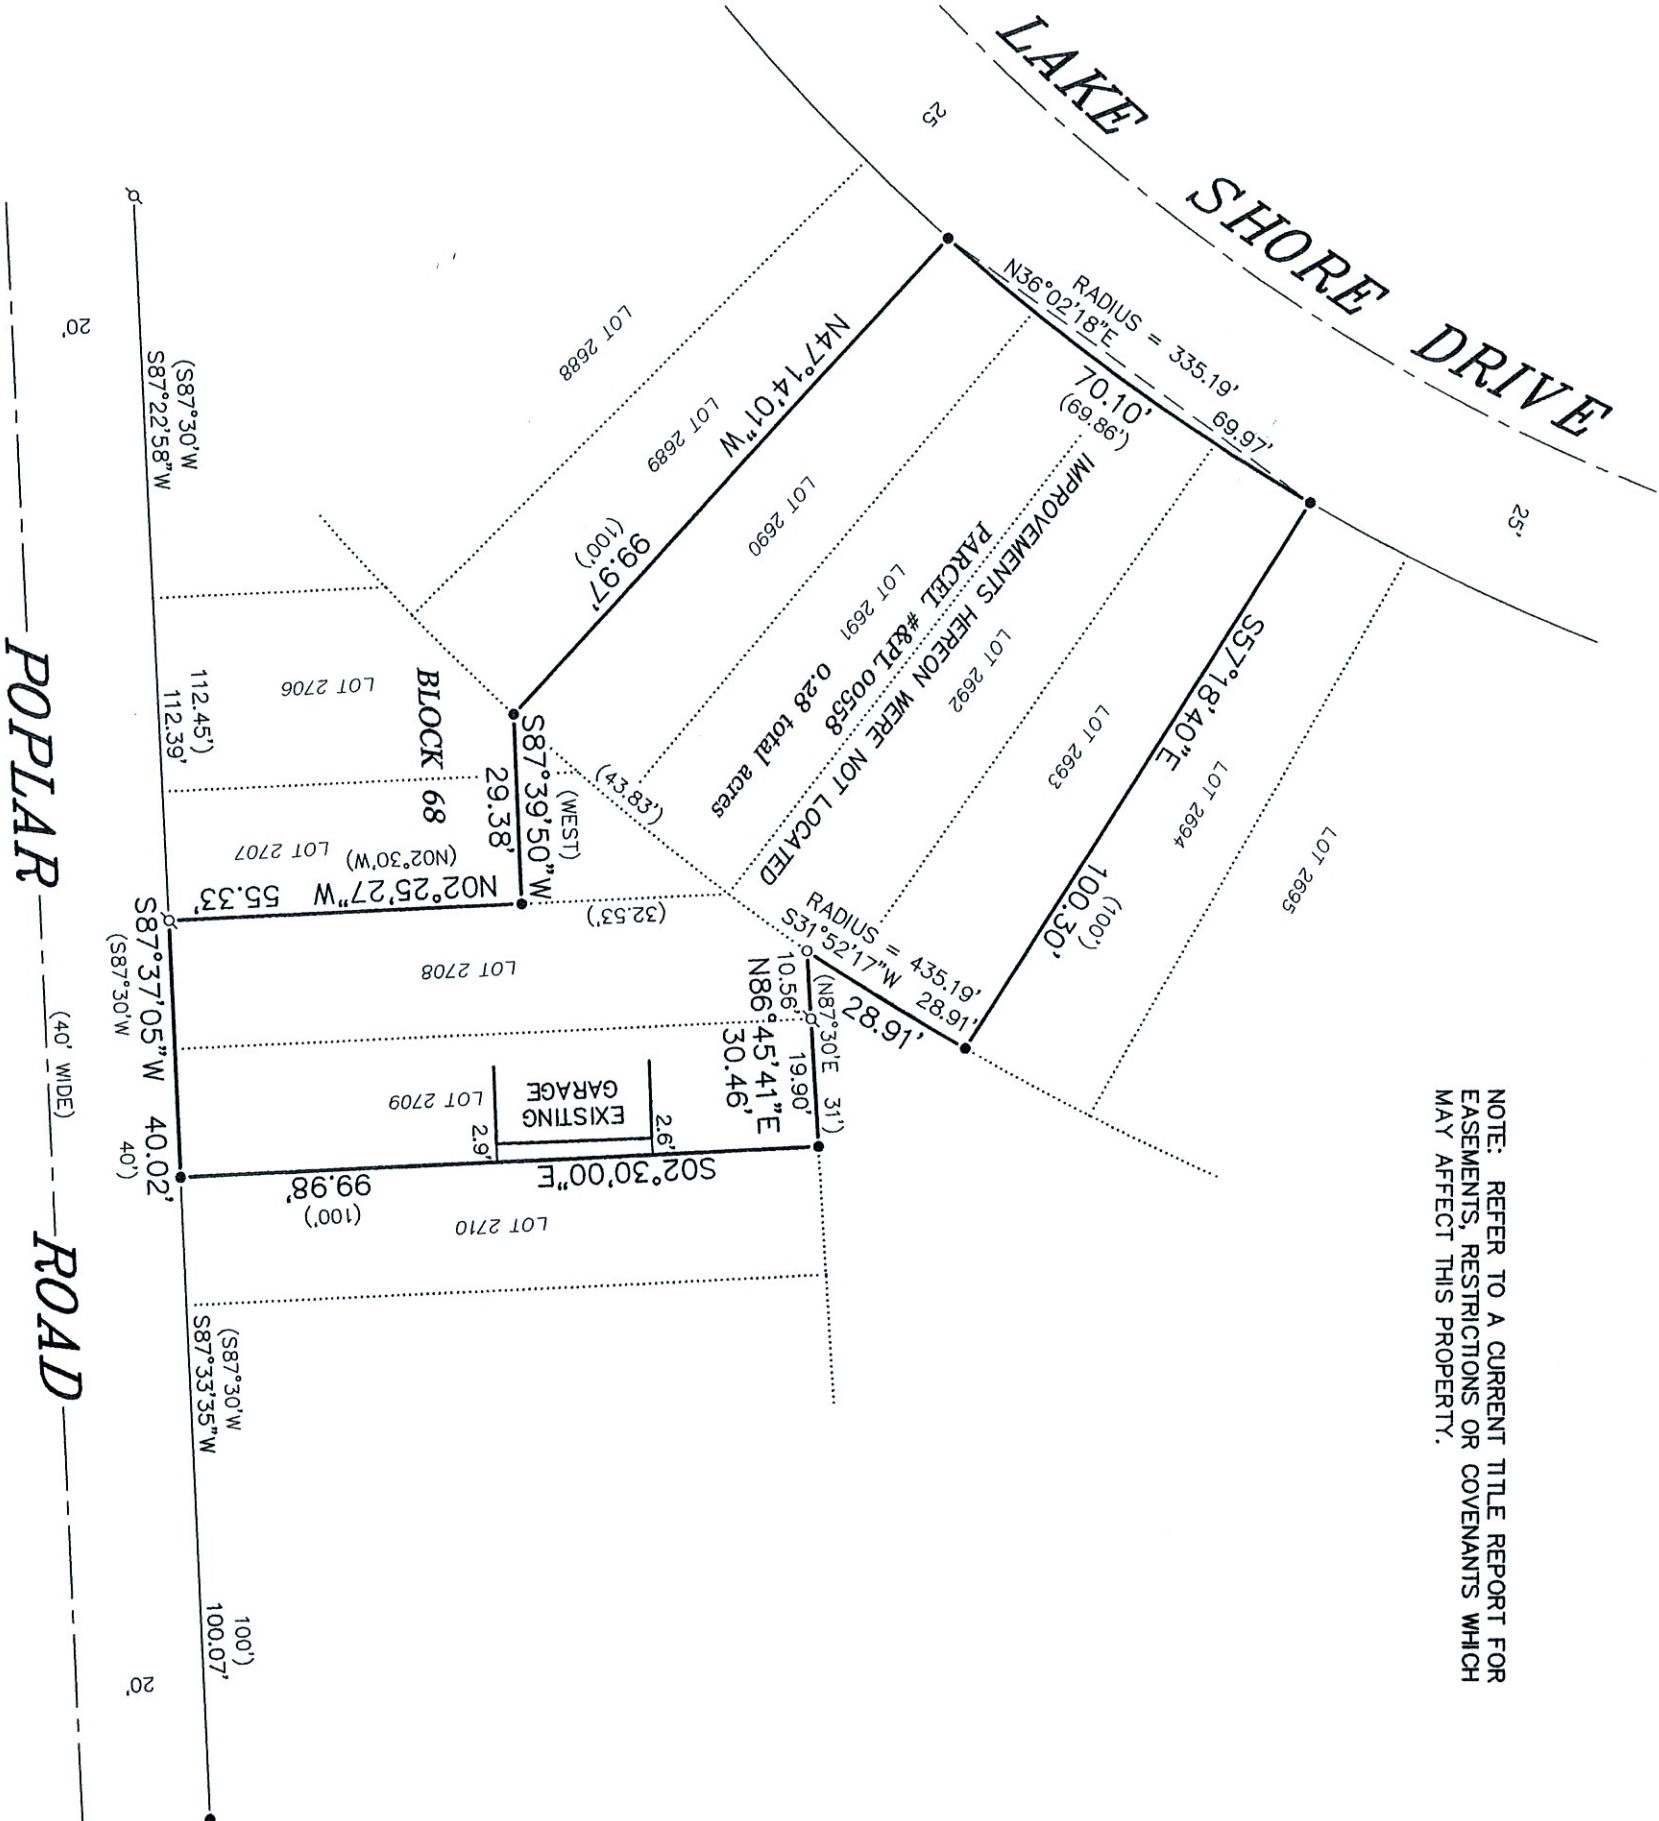 LAKE SHORE DRIVE
25
25'
N36°02'18"E
RADIUS = 335.19'
69.97'
70.10'
(69.86')
LOT 2688
LOT 2689
N47°14'01"W
99.97'
(100')
LOT 2690
LOT 2691
LOT 2692
LOT 2693
LOT 2694
LOT 2695
IMPROVEMENTS HEREON WERE NOT LOCATED
PARCEL #&PL00558
0.28 total acres
S57°18'40"E
100.30'
(100')
RADIUS = 435.19'
S31°52'17"W 28.91'
28.91'
(43.83')
(WEST)
S87°39'50"W
29.38'
(32.53')
BLOCK 68
LOT 2706
LOT 2707
(N02°30'W)
N02°25'27"W 55.33'
LOT 2708
LOT 2709
LOT 2710
(N87°30'E 31')
10.56'
19.90'
N86°45'41"E
30.46'
EXISTING
GARAGE
2.6'
2.9'
S02°30'00"E
99.98'
(100')
(S87°30'W
S87°22'58"W
112.45')
112.39'
S87°37'05"W 40.02'
(S87°30'W 40')
(S87°30'W
S87°33'35"W
100')
100.07'
20'
20'
POPLAR ROAD
(40' WIDE)
NOTE: REFER TO A CURRENT TITLE REPORT FOR
EASEMENTS, RESTRICTIONS OR COVENANTS WHICH
MAY AFFECT THIS PROPERTY.